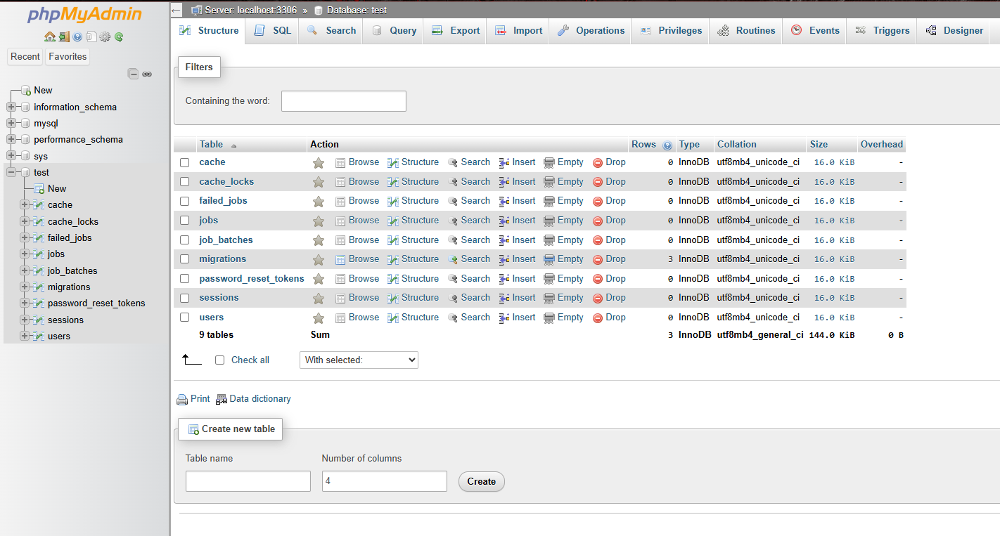 phpMyAdmin
Recent Favorites
New
information_schema
mysql
performance_schema
sys
test
New
cache
cache_locks
failed_jobs
jobs
job_batches
migrations
password_reset_tokens
sessions
users
Server: localhost:3306 » Database: test
Structure SQL Search Query Export Import Operations Privileges Routines Events Triggers Designer
Filters
Containing the word:
Table Action Rows Type Collation Size Overhead
cache Browse Structure Search Insert Empty Drop 0 InnoDB utf8mb4_unicode_ci 16.0 KiB -
cache_locks Browse Structure Search Insert Empty Drop 0 InnoDB utf8mb4_unicode_ci 16.0 KiB -
failed_jobs Browse Structure Search Insert Empty Drop 0 InnoDB utf8mb4_unicode_ci 16.0 KiB -
jobs Browse Structure Search Insert Empty Drop 0 InnoDB utf8mb4_unicode_ci 16.0 KiB -
job_batches Browse Structure Search Insert Empty Drop 0 InnoDB utf8mb4_unicode_ci 16.0 KiB -
migrations Browse Structure Search Insert Empty Drop 3 InnoDB utf8mb4_unicode_ci 16.0 KiB -
password_reset_tokens Browse Structure Search Insert Empty Drop 0 InnoDB utf8mb4_unicode_ci 16.0 KiB -
sessions Browse Structure Search Insert Empty Drop 0 InnoDB utf8mb4_unicode_ci 16.0 KiB -
users Browse Structure Search Insert Empty Drop 0 InnoDB utf8mb4_unicode_ci 16.0 KiB -
9 tables Sum 3 InnoDB utf8mb4_general_ci 144.0 KiB 0 B
Check all With selected:
Print Data dictionary
Create new table
Table name Number of columns
4 Create